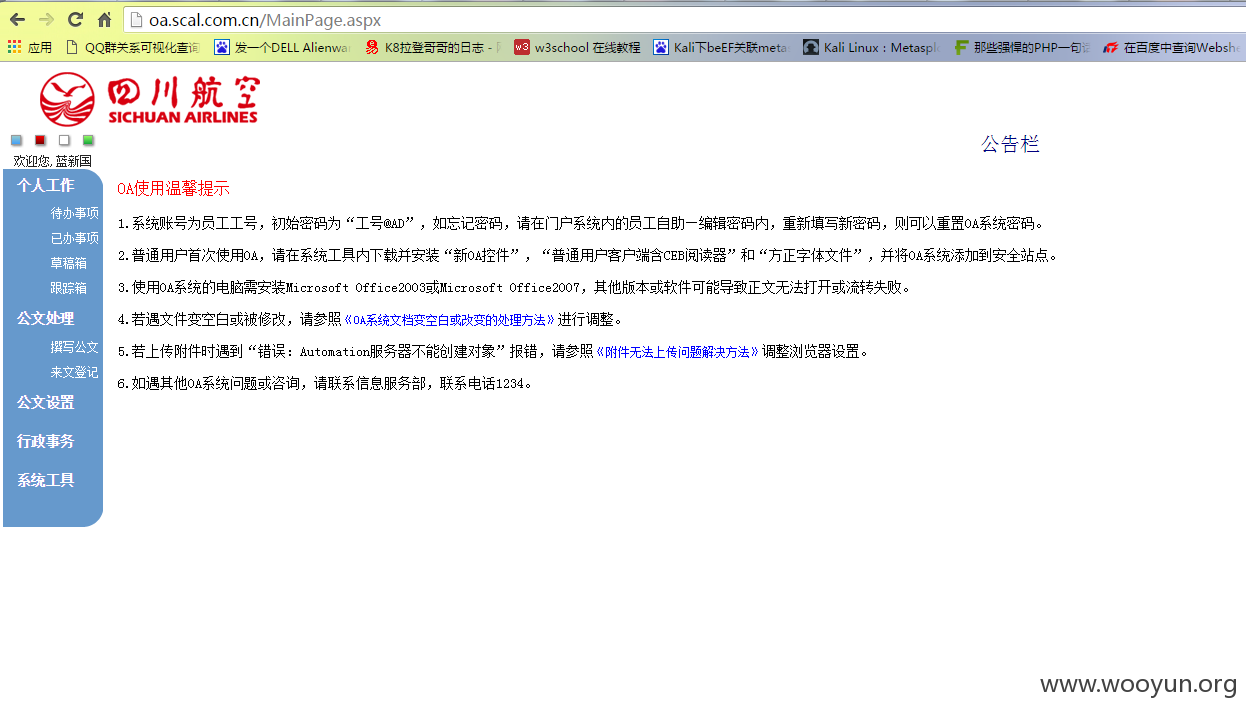 oa.scal.com.cn/MainPage.aspx
应用 QQ群关系可视化查询 发一个DELL Alienwa K8拉登哥哥的日志 - w3school 在线教程 Kali下beEF关联meta Kali Linux：Metasplo 那些强悍的PHP一句话 在百度中查询Webshe
四川航空
SICHUAN AIRLINES
公告栏
欢迎您, 蓝新国
个人工作
待办事项
已办事项
草稿箱
跟踪箱
公文处理
撰写公文
来文登记
公文设置
行政事务
系统工具
OA使用温馨提示
1.系统账号为员工工号，初始密码为“工号@AD”，如忘记密码，请在门户系统内的员工自助—编辑密码内，重新填写新密码，则可以重置OA系统密码。
2.普通用户首次使用OA，请在系统工具内下载并安装“新OA控件”，“普通用户客户端含CEB阅读器”和“方正字体文件”，并将OA系统添加到安全站点。
3.使用OA系统的电脑需安装Microsoft Office2003或Microsoft Office2007，其他版本或软件可能导致正文无法打开或流转失败。
4.若遇文件变空白或被修改，请参照《OA系统文档变空白或改变的处理方法》进行调整。
5.若上传附件时遇到“错误：Automation服务器不能创建对象”报错，请参照《附件无法上传问题解决方法》调整浏览器设置。
6.如遇其他OA系统问题或咨询，请联系信息服务部，联系电话1234。
www.wooyun.org